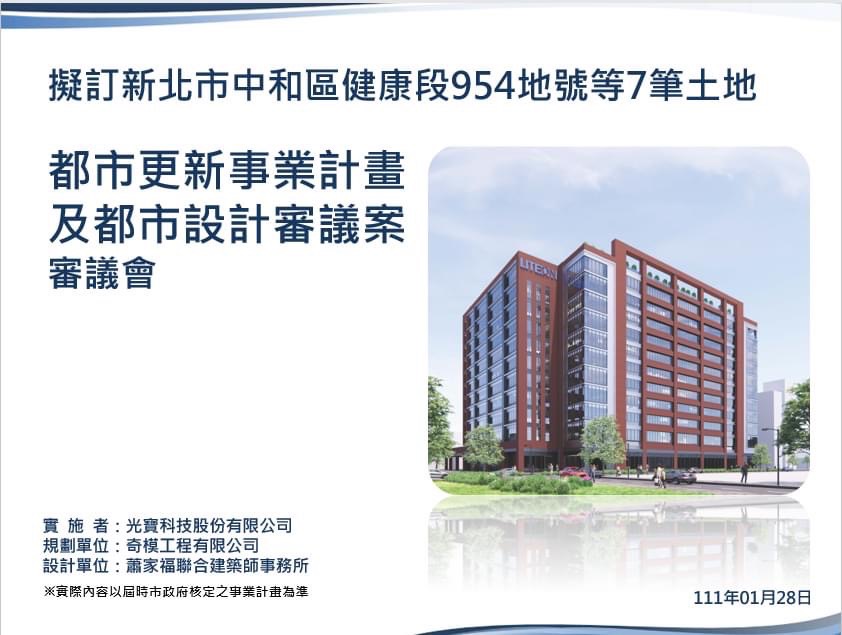 擬訂新北市中和區健康段954地號等7筆土地
都市更新事業計畫
及都市設計審議案
審議會
LITEON
實 施 者：光寶科技股份有限公司
規劃單位：奇模工程有限公司
設計單位：蕭家福聯合建築師事務所
※實際內容以屆時市政府核定之事業計畫為準
111年01月28日